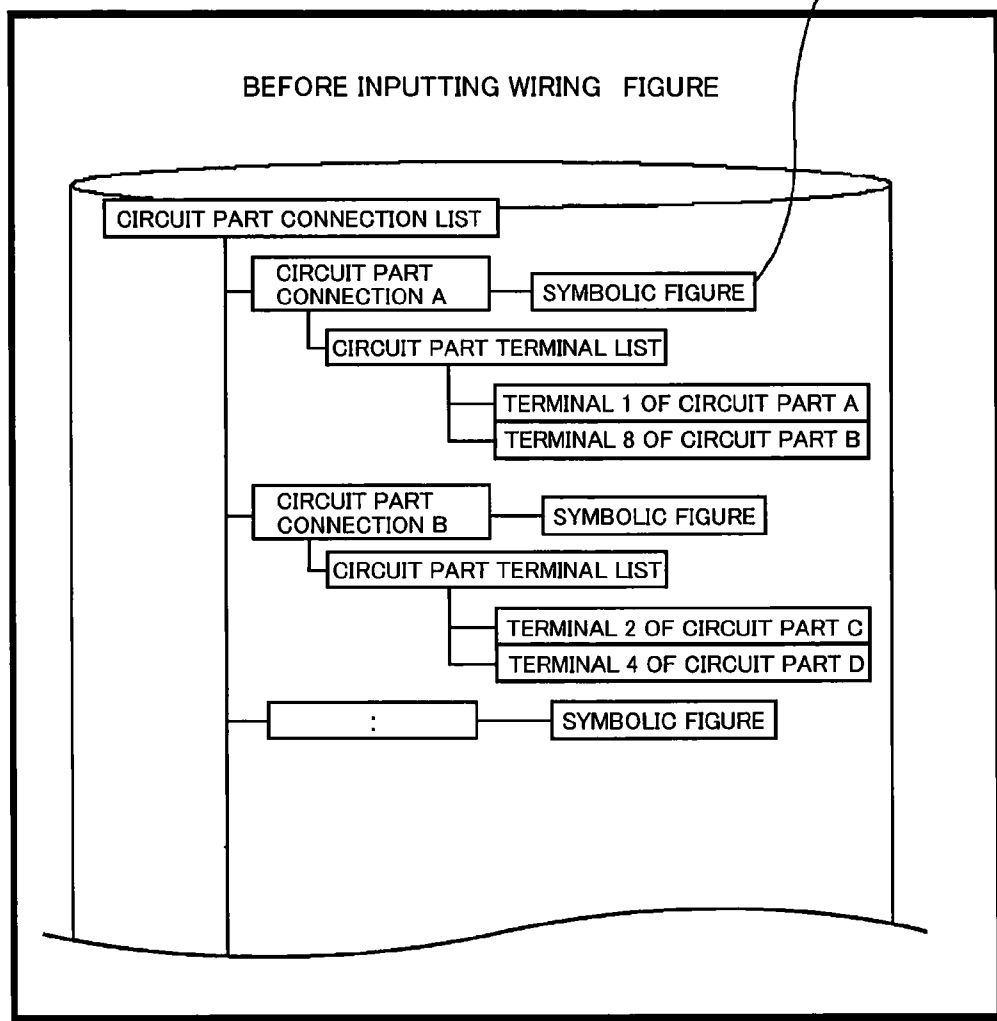 BEFORE INPUTTING WIRING FIGURE
CIRCUIT PART CONNECTION LIST
CIRCUIT PART
CONNECTION A
SYMBOLIC FIGURE
CIRCUIT PART TERMINAL LIST
TERMINAL 1 OF CIRCUIT PART A
TERMINAL 8 OF CIRCUIT PART B
CIRCUIT PART
CONNECTION B
SYMBOLIC FIGURE
CIRCUIT PART TERMINAL LIST
TERMINAL 2 OF CIRCUIT PART C
TERMINAL 4 OF CIRCUIT PART D
:
SYMBOLIC FIGURE